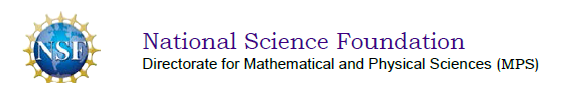 NSF
National Science Foundation
Directorate for Mathematical and Physical Sciences (MPS)